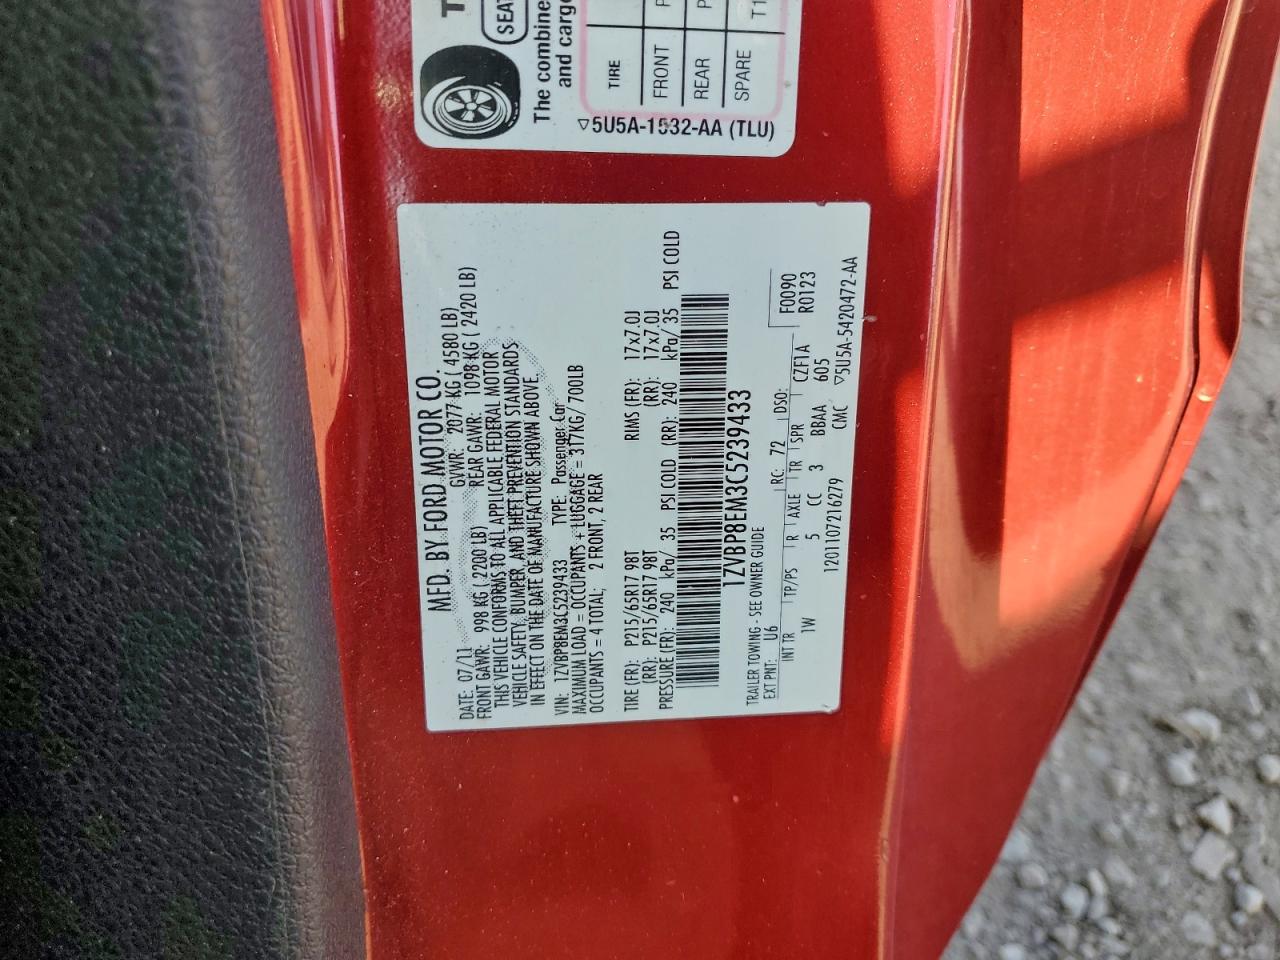 T
SEAT
The combine
and cargo
TIRE
FRONT P
REAR P
SPARE T1
▽5U5A-1532-AA (TLU)
MFD. BY FORD MOTOR CO.
DATE: 07/11 GVWR: 2077 KG ( 4580 LB)
FRONT GAWR: 998 KG ( 2200 LB) REAR GAWR: 1098 KG ( 2420 LB)
THIS VEHICLE CONFORMS TO ALL APPLICABLE FEDERAL MOTOR
VEHICLE SAFETY, BUMPER, AND THEFT PREVENTION STANDARDS
IN EFFECT ON THE DATE OF MANUFACTURE SHOWN ABOVE.
VIN: 1ZVBP8EM3C5239433 TYPE: Passenger Car
MAXIMUM LOAD = OCCUPANTS + LUGGAGE = 317KG/ 700LB
OCCUPANTS = 4 TOTAL; 2 FRONT, 2 REAR
TIRE (FR): P215/65R17 98T RIMS (FR): 17x7.0J
(RR): P215/65R17 98T (RR): 17x7.0J
PRESSURE (FR): 240 kPa/ 35 PSI COLD (RR): 240 kPa/ 35 PSI COLD
1ZVBP8EM3C5239433
TRAILER TOWING - SEE OWNER GUIDE
EXT PNT: U6 RC: 72 DSO: F0090
R0123
INT TR TP/PS R AXLE TR SPR CZF1A
1W 5 CC 3 BBAA 605
1201107216279 CMC ▽5U5A-5420472-AA